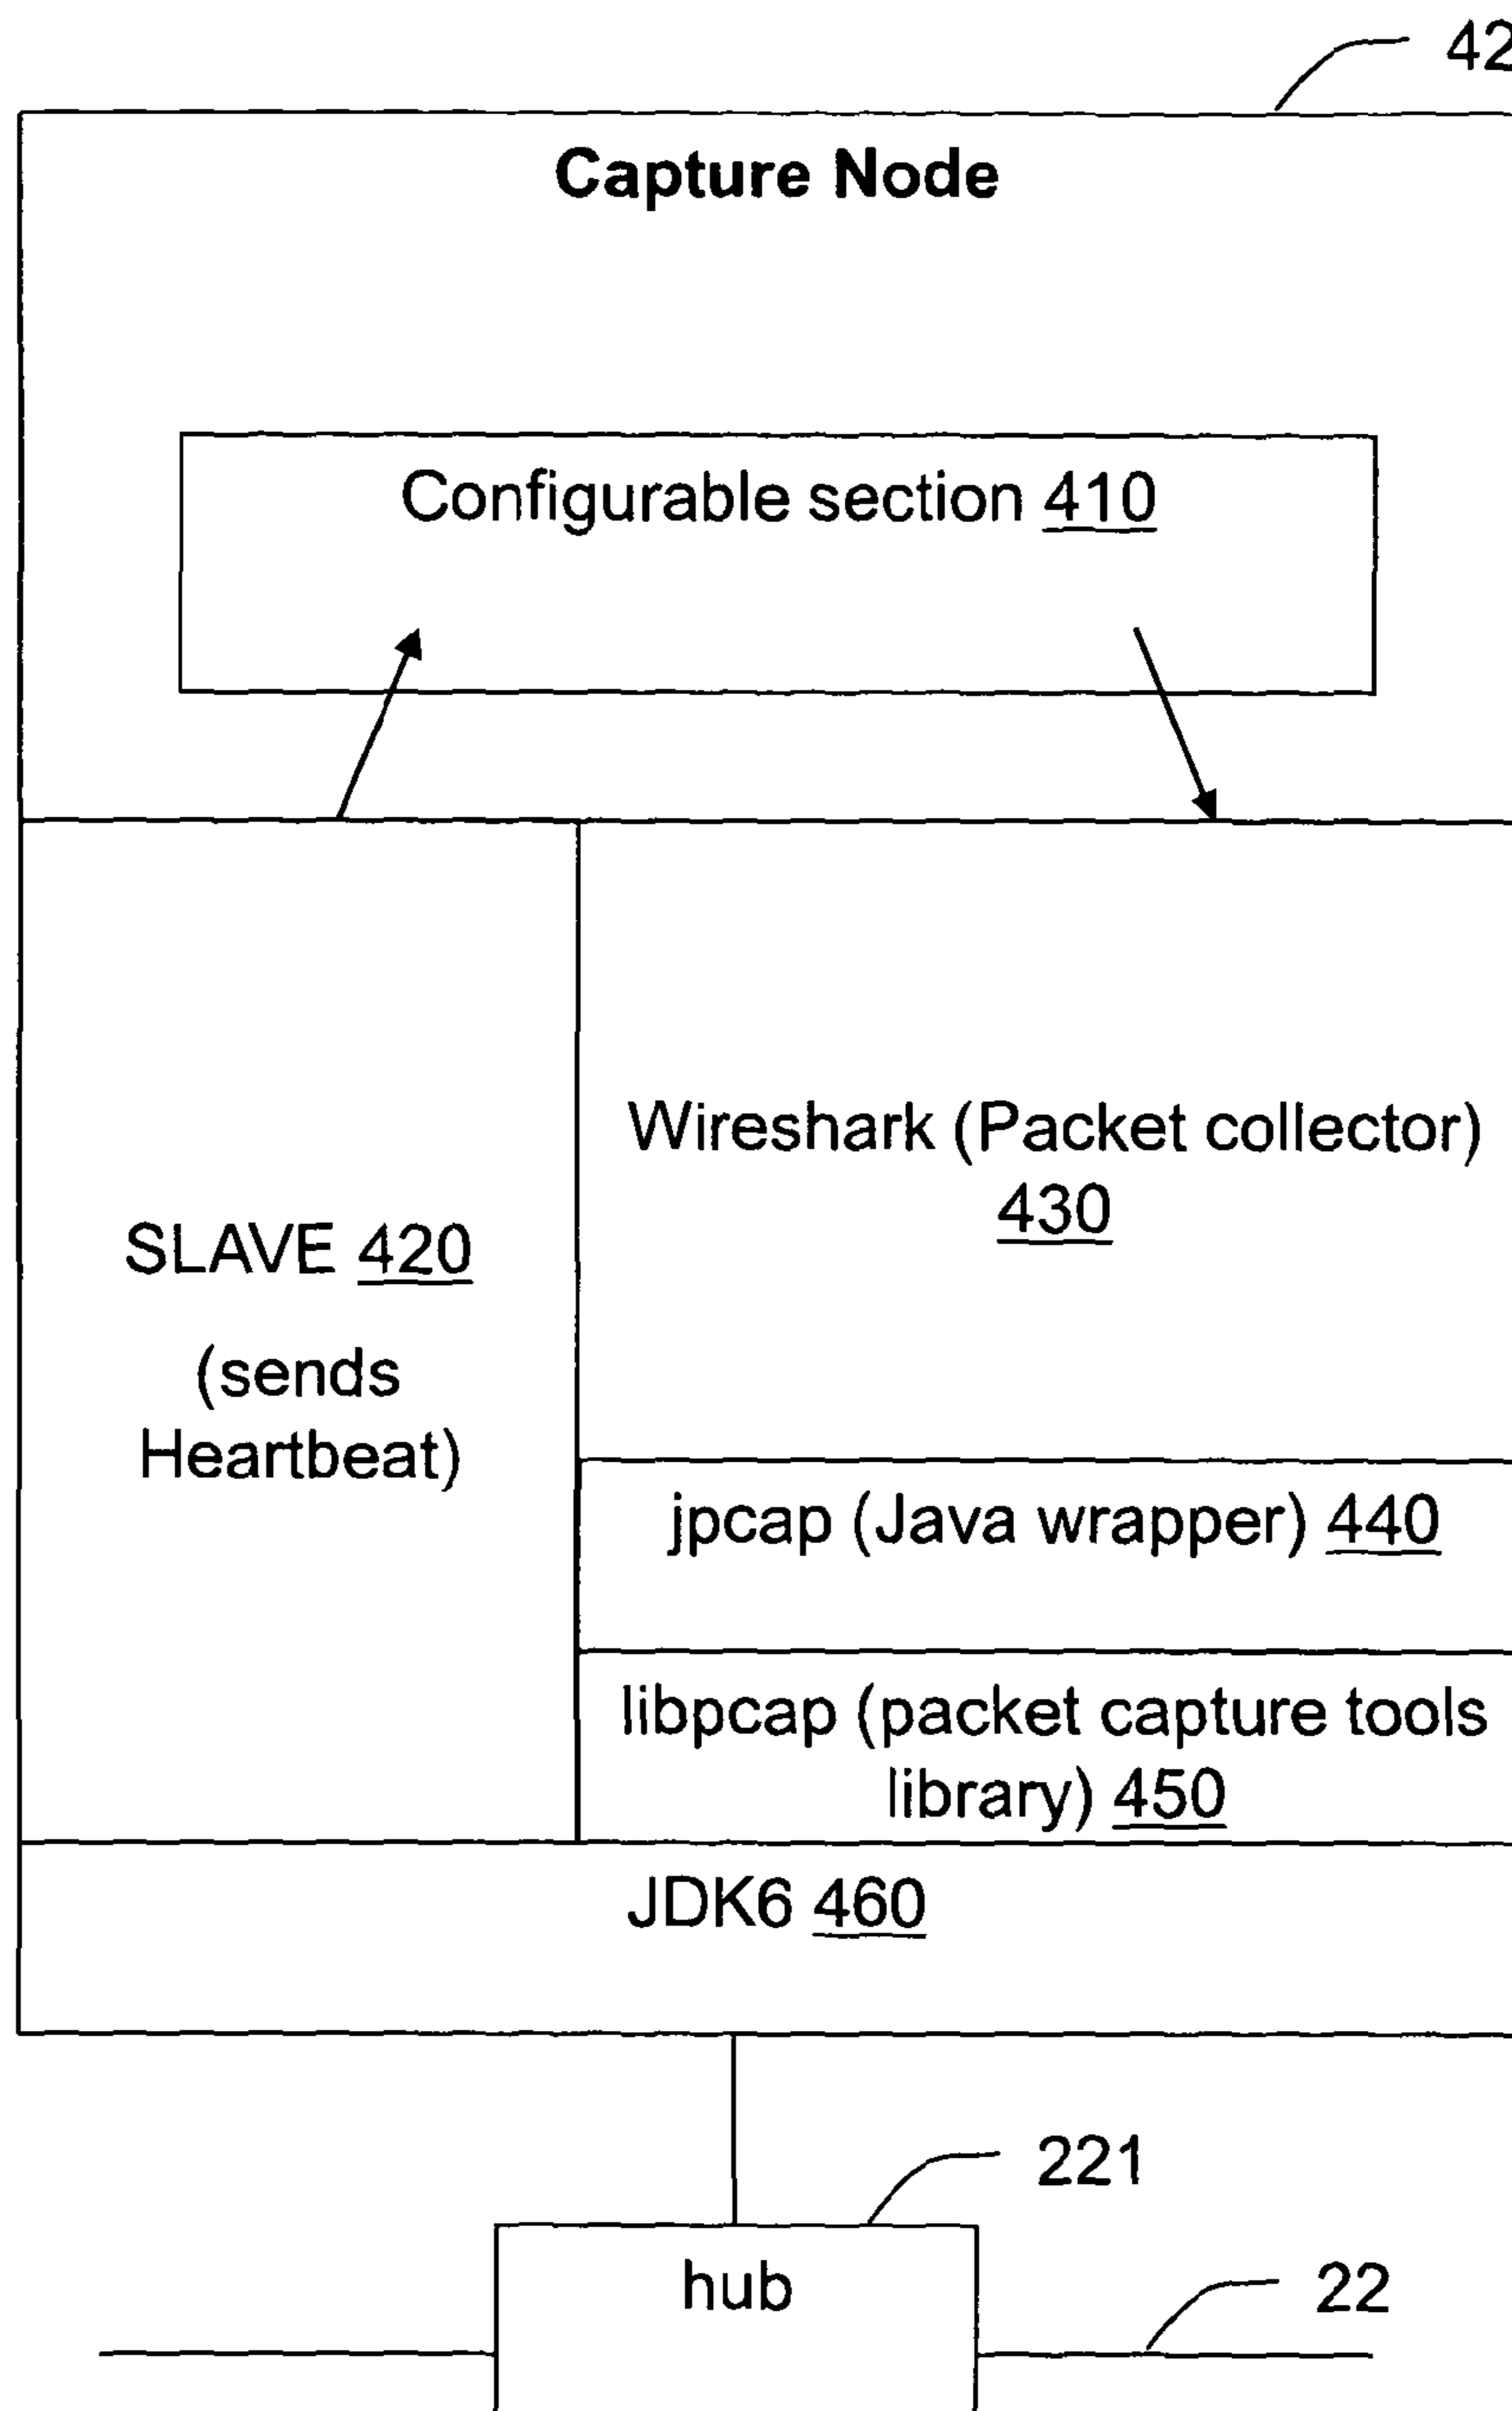 42
Capture Node
Configurable section 410
Wireshark (Packet collector)
430
SLAVE 420
(sends
Heartbeat)
jpcap (Java wrapper) 440
libpcap (packet capture tools
library) 450
JDK6 460
221
hub
22